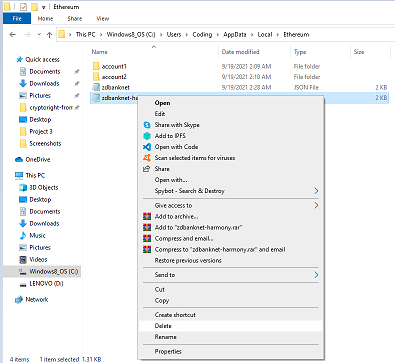 Ethereum
File
Home
Share
View
This PC > Windows8_OS (C:) > Users > Coding > AppData > Local > Ethereum
Name
Date modified
Type
Size
Quick access
Documents
Downloads
Pictures
cryptoright-fron
Desktop
Project 3
Screenshots
OneDrive
This PC
3D Objects
Desktop
Documents
Downloads
Music
Pictures
Videos
Windows8_OS (C:)
LENOVO (D:)
Network
account1 9/19/2021 2:09 AM File folder
account2 9/19/2021 2:10 AM File folder
zdbanknet 9/19/2021 2:28 AM JSON File 2 KB
zdbanknet-ha 2 KB
Open
Edit
Share with Skype
Add to IPFS
Open with Code
Scan selected items for viruses
Share
Open with...
Spybot - Search & Destroy
Give access to
Add to archive...
Add to "zdbanknet-harmony.rar"
Compress and email...
Compress to "zdbanknet-harmony.rar" and email
Restore previous versions
Send to
Cut
Copy
Create shortcut
Delete
Rename
Properties
4 items 1 item selected 1.31 KB